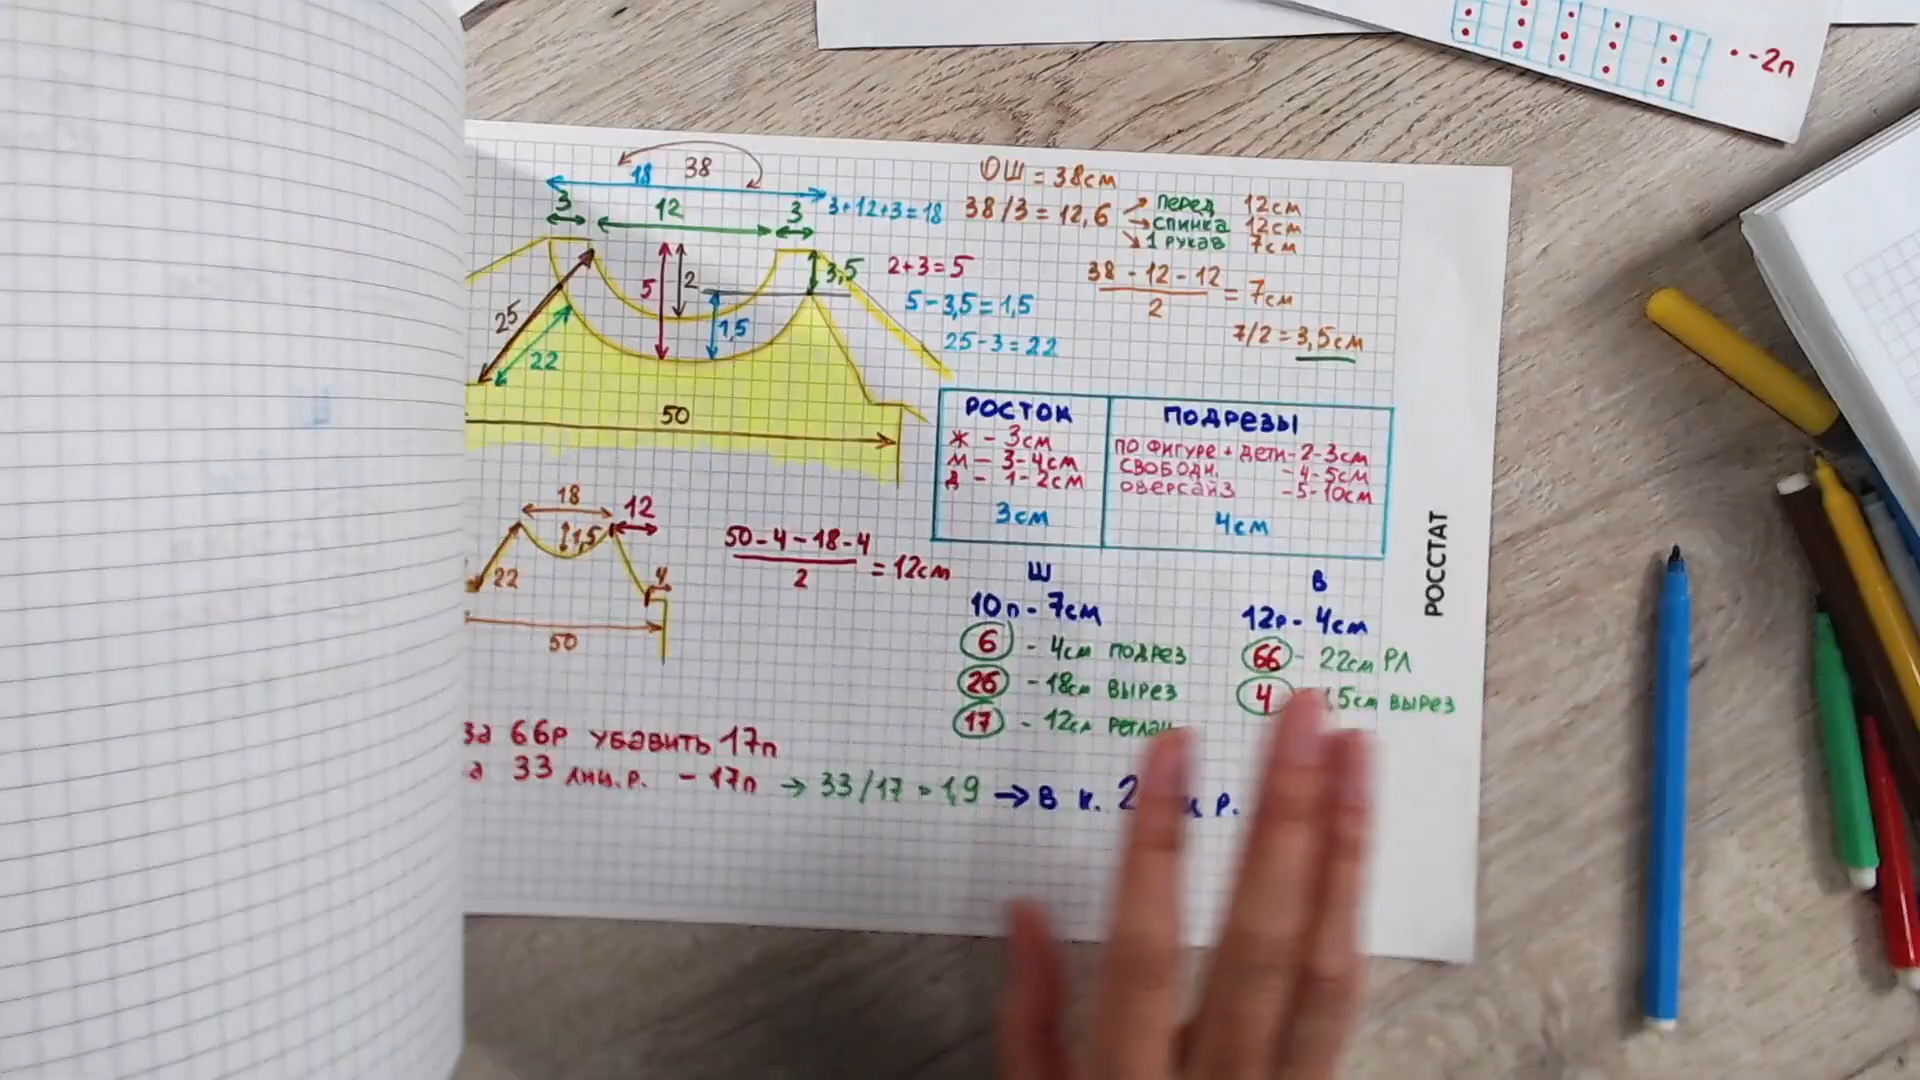 •-2п
38
18
3
12
3
3+12+3=18
5
2
3,5
1,5
25
22
50
2+3=5
5-3,5=1,5
25-3=22
ОШ = 38см
38/3 = 12,6
перед 12см
спинка 12см
1 рукав 7см
38-12-12
2
= 7см
7/2 = 3,5см
РОСТОК
Ж - 3см
М - 3-4см
Д - 1-2см
3см
ПОДРЕЗЫ
ПО ФИГУРЕ + ДЕТИ - 2-3см
СВОБОДН. - 4-5см
ОВЕРСАЙЗ - 5-10см
4см
18
12
1,5
22
4
50
50-4-18-4
2
= 12см
Ш
10п - 7см
6 - 4см подрез
26 - 18см вырез
17 - 12см реглан
В
12р - 4см
66 - 22см РЛ
4 ,5см вырез
за 66р убавить 17п
33 лиц.р. - 17п → 33/17 = 1,9 → В к. 2 р.
РОССТАТ